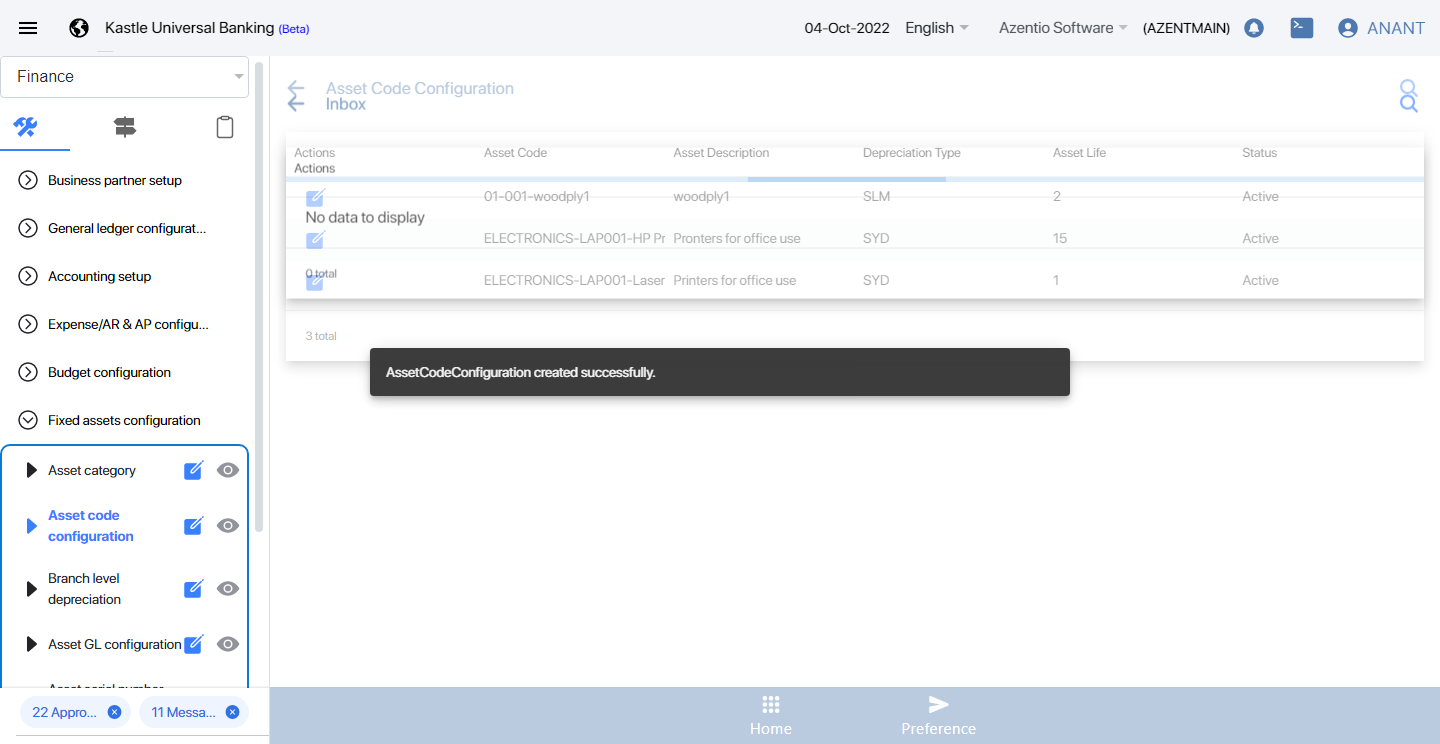 Kastle Universal Banking (Beta)
04-Oct-2022
English
Azentio Software
(AZENTMAIN)
ANANT
Finance
Business partner setup
General ledger configurat...
Accounting setup
Expense/AR & AP configu...
Budget configuration
Fixed assets configuration
Asset category
Asset code
configuration
Branch level
depreciation
Asset GL configuration
Asset serial number
22 Appro...
11 Messa...
Asset Code Configuration
Inbox
Actions Asset Code Asset Description Depreciation Type Asset Life Status
Actions
01-001-woodply1 woodply1 SLM 2 Active
No data to display
ELECTRONICS-LAP001-HP Pr Pronters for office use SYD 15 Active
0 total
ELECTRONICS-LAP001-Laser Printers for office use SYD 1 Active
3 total
AssetCodeConfiguration created successfully.
Home
Preference